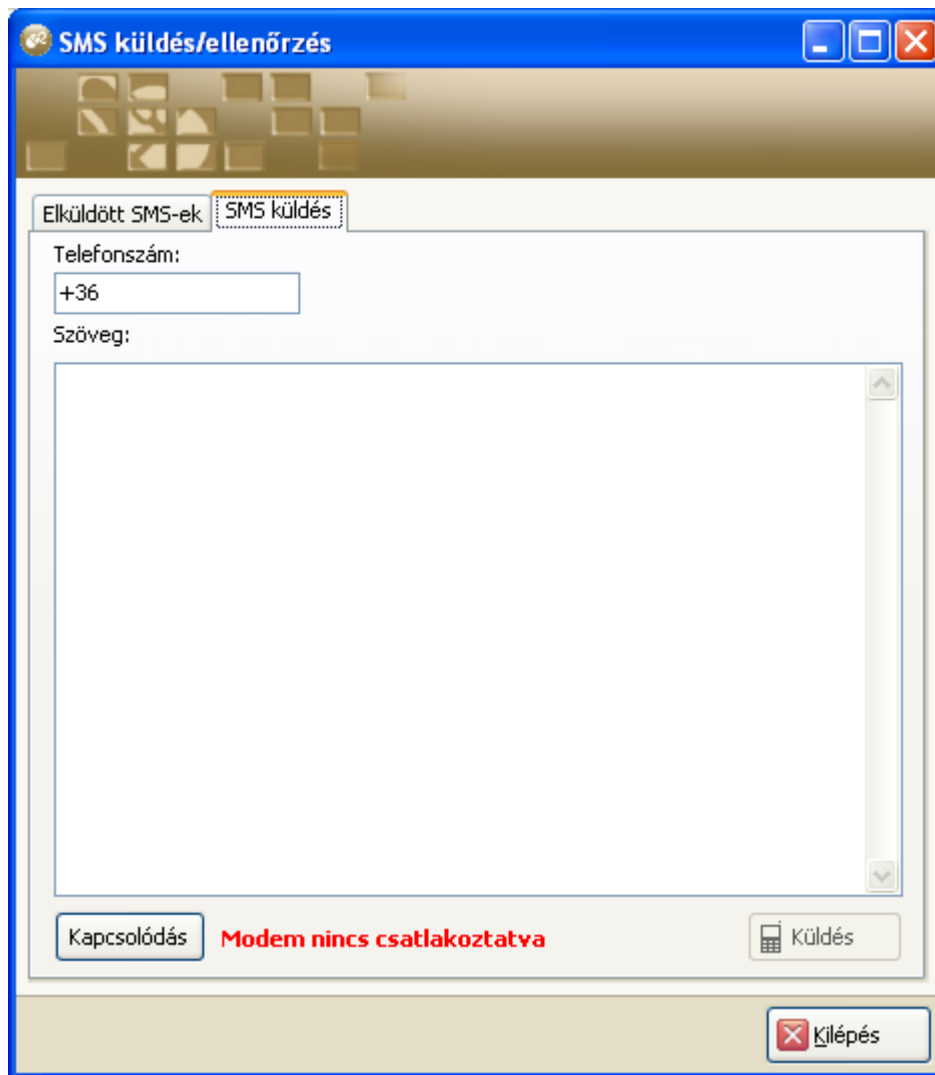 SMS küldés/ellenőrzés
Elküldött SMS-ek
SMS küldés
Telefonszám:
+36
Szöveg:
Kapcsolódás
Modem nincs csatlakoztatva
Küldés
Kilépés